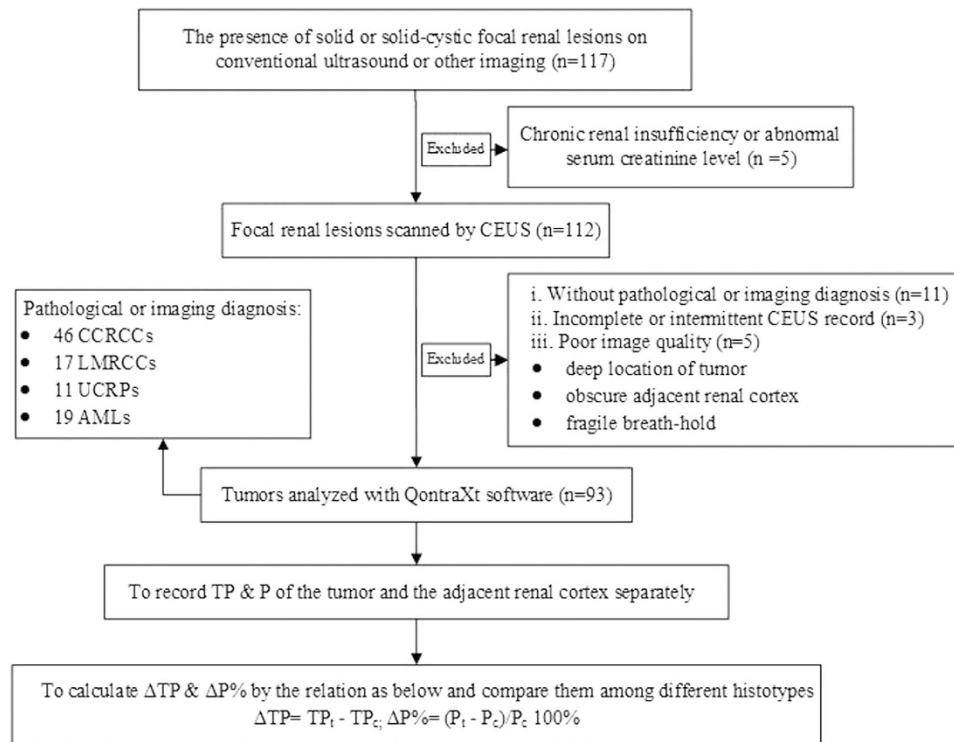 The presence of solid or solid-cystic focal renal lesions on
conventional ultrasound or other imaging (n=117)
Excluded
Chronic renal insufficiency or abnormal
serum creatinine level (n =5)
Focal renal lesions scanned by CEUS (n=112)
Pathological or imaging diagnosis:
● 46 CCRCCs
● 17 LMRCCs
● 11 UCRPs
● 19 AMLs
Excluded
i. Without pathological or imaging diagnosis (n=11)
ii. Incomplete or intermittent CEUS record (n=3)
iii. Poor image quality (n=5)
● deep location of tumor
● obscure adjacent renal cortex
● fragile breath-hold
Tumors analyzed with QontraXt software (n=93)
To record TP & P of the tumor and the adjacent renal cortex separately
To calculate ΔTP & ΔP% by the relation as below and compare them among different histotypes
ΔTP= TPt - TPc; ΔP%= (Pt - Pc)/Pc 100%